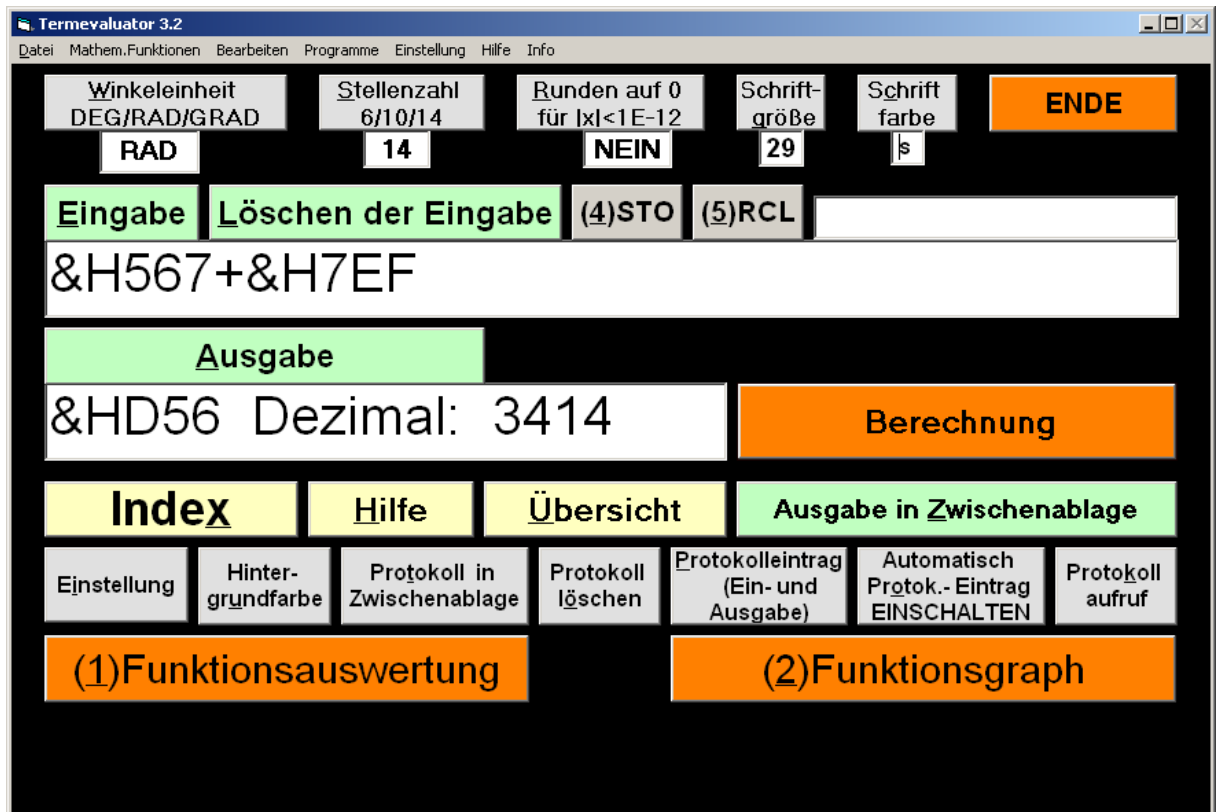 Termevaluator 3.2
Datei Mathem.Funktionen Bearbeiten Programme Einstellung Hilfe Info
Winkeleinheit
DEG/RAD/GRAD
RAD
Stellenzahl
6/10/14
14
Runden auf 0
für |x|<1E-12
NEIN
Schrift-
größe
29
Schrift
farbe
s
ENDE
Eingabe
Löschen der Eingabe
(4)STO
(5)RCL
&H567+&H7EF
Ausgabe
&HD56 Dezimal: 3414
Berechnung
Index
Hilfe
Übersicht
Ausgabe in Zwischenablage
Einstellung
Hinter-
grundfarbe
Protokoll in
Zwischenablage
Protokoll
löschen
Protokolleintrag
(Ein- und
Ausgabe)
Automatisch
Protok.- Eintrag
EINSCHALTEN
Protokoll
aufruf
(1)Funktionsauswertung
(2)Funktionsgraph